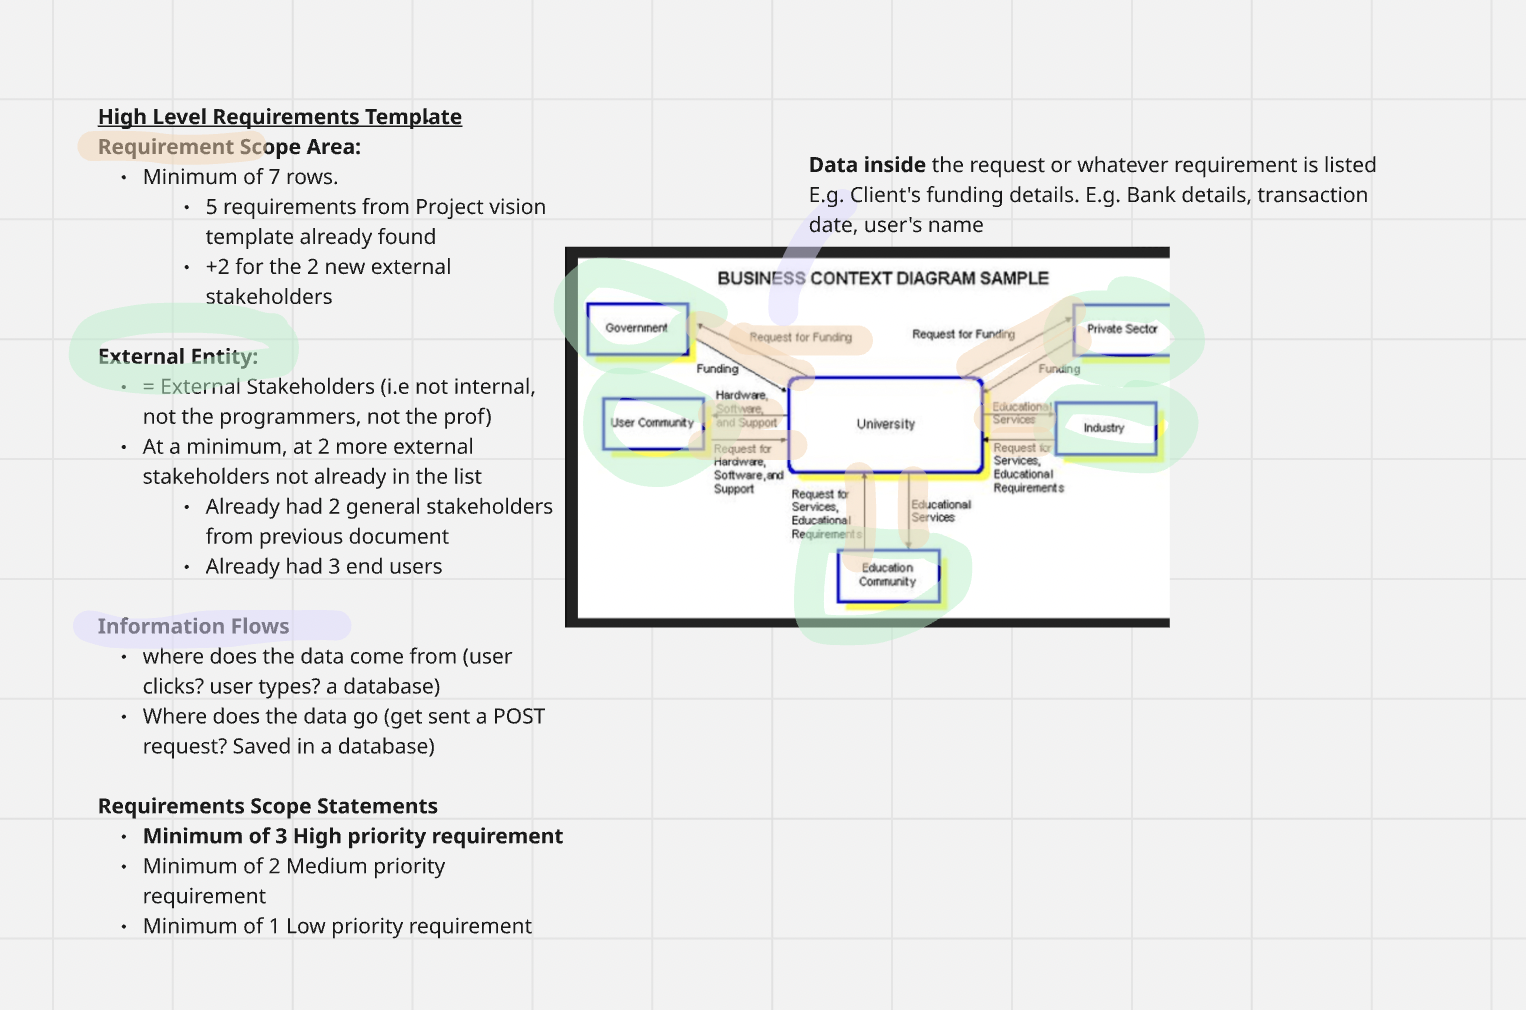 High Level Requirements Template
Requirement Scope Area:
• Minimum of 7 rows.
• 5 requirements from Project vision
template already found
• +2 for the 2 new external
stakeholders
External Entity:
• = External Stakeholders (i.e not internal,
not the programmers, not the prof)
• At a minimum, at 2 more external
stakeholders not already in the list
• Already had 2 general stakeholders
from previous document
• Already had 3 end users
Information Flows
• where does the data come from (user
clicks? user types? a database)
• Where does the data go (get sent a POST
request? Saved in a database)
Requirements Scope Statements
• Minimum of 3 High priority requirement
• Minimum of 2 Medium priority
requirement
• Minimum of 1 Low priority requirement
Data inside the request or whatever requirement is listed
E.g. Client's funding details. E.g. Bank details, transaction
date, user's name
BUSINESS CONTEXT DIAGRAM SAMPLE
Government
Request for Funding
Request for Funding
Private Sector
Funding
Funding
Hardware,
Software,
and Support
User Community
University
Educational
Services
Industry
Request for
Hardware,
Software,and
Support
Request for
Services,
Educational
Requirements
Request for
Services,
Educational
Requirements
Educational
Services
Education
Community